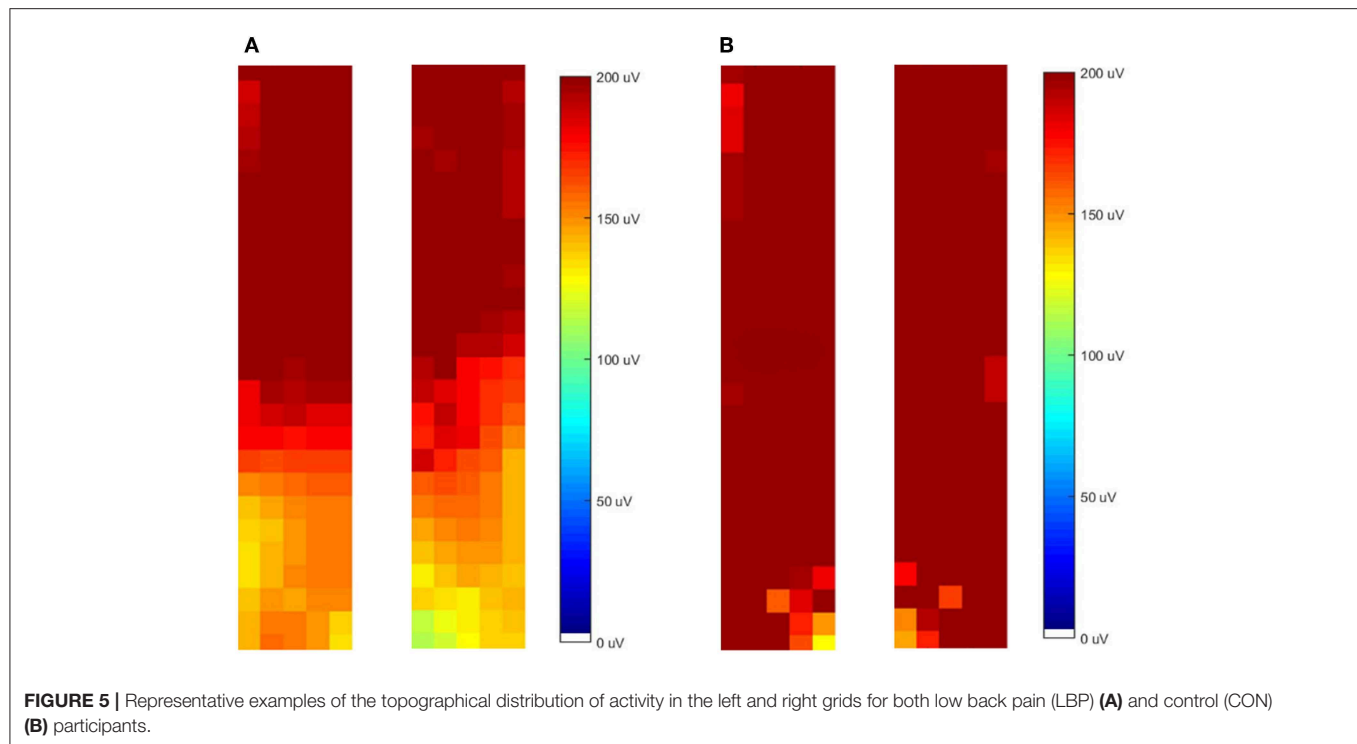 A
B
200 uV
150 uV
100 uV
50 uV
0 uV
200 uV
150 uV
100 uV
50 uV
0 uV
FIGURE 5 | Representative examples of the topographical distribution of activity in the left and right grids for both low back pain (LBP) (A) and control (CON)
(B) participants.